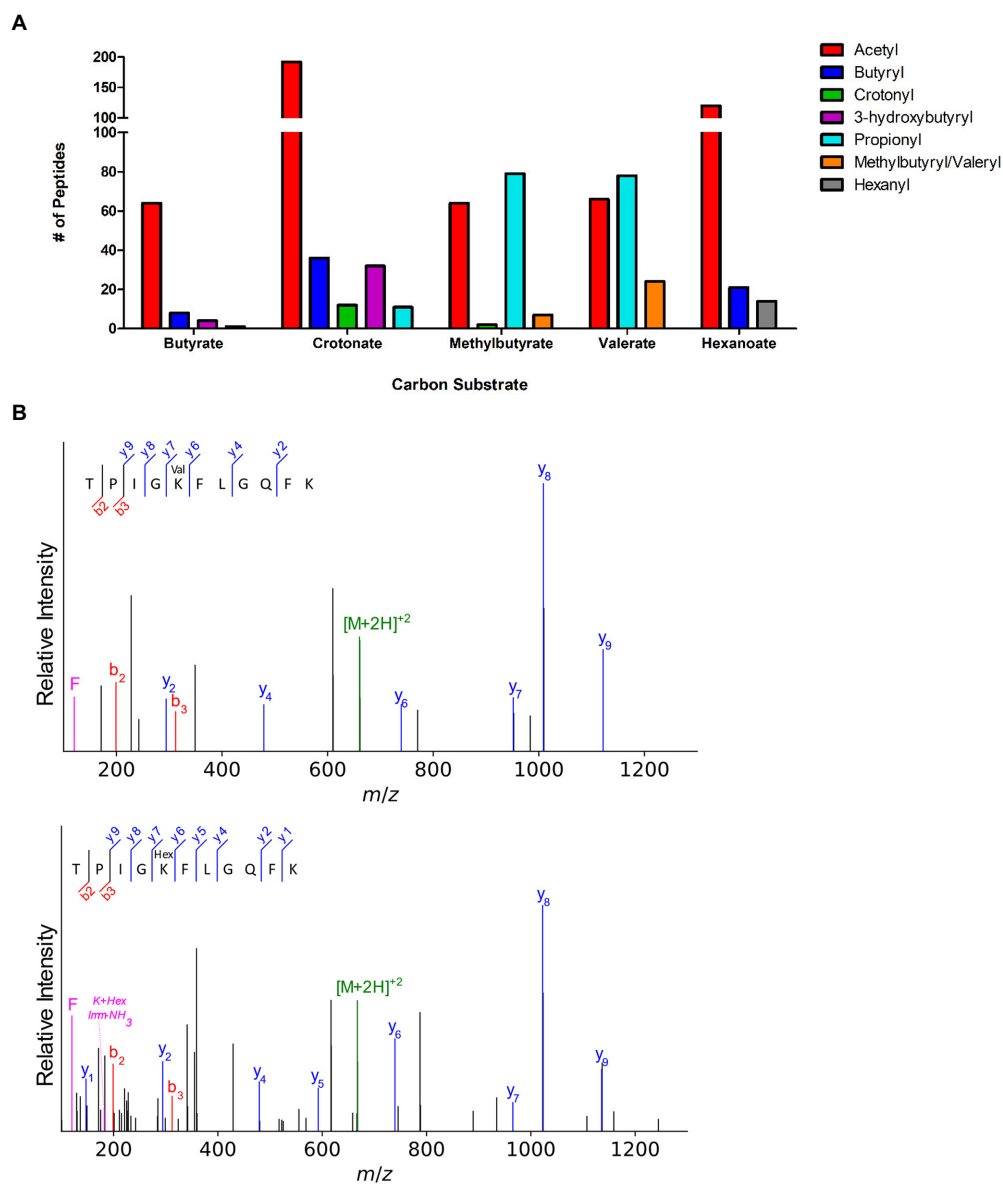 A
Acetyl
Butyryl
Crotonyl
3-hydroxybutyryl
Propionyl
Methylbutyryl/Valeryl
Hexanyl
# of Peptides
200
150
100
100
80
60
40
20
0
Butyrate Crotonate Methylbutyrate Valerate Hexanoate
Carbon Substrate
B
y9 y8 y7 y6 y4 y2
Val
T P I G K F L G Q F K
b2 b3
Relative Intensity
F b2 y2 b3 y4 [M+2H]+2 y6 y7 y8 y9
200 400 600 800 1000 1200
m/z
y9 y8 y7 y6 y5 y4 y2 y1
Hex
T P I G K F L G Q F K
b2 b3
Relative Intensity
F y1 K+Hex
Imm-NH3
b2 y2 b3 y4 y5 [M+2H]+2 y6 y7 y8 y9
200 400 600 800 1000 1200
m/z